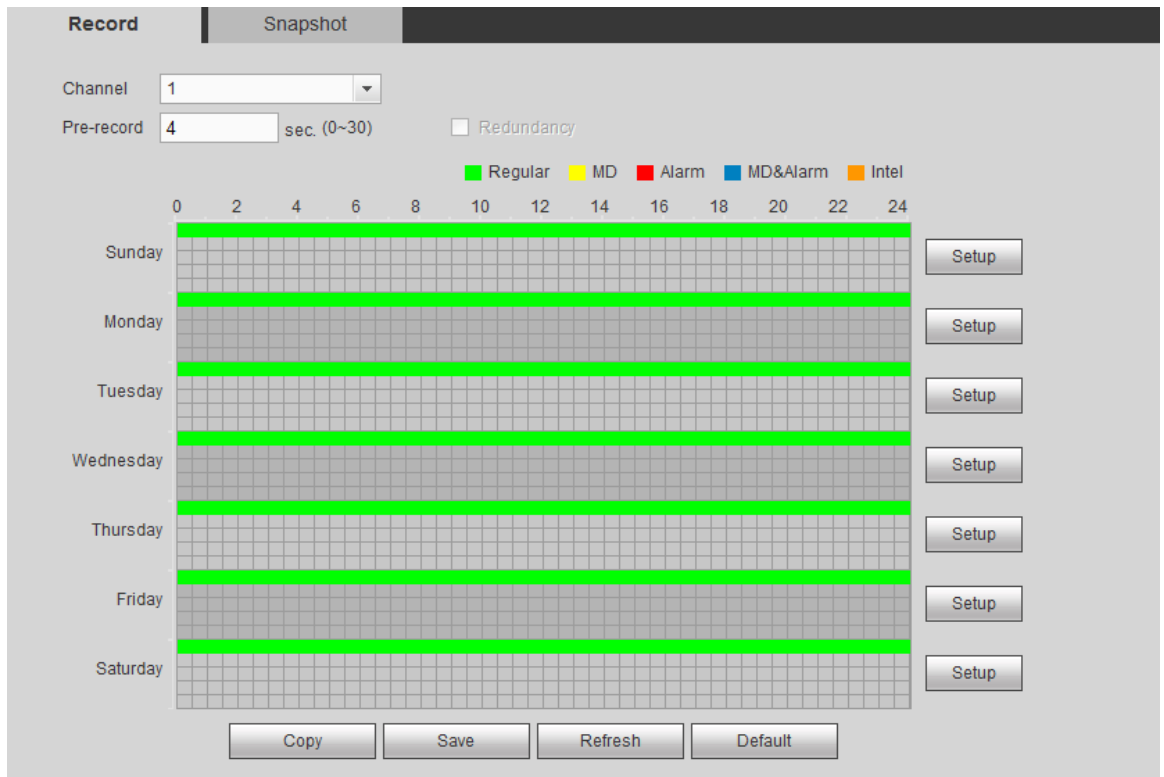 Record Snapshot
Channel 1
Pre-record 4 sec. (0~30) Redundancy
Regular MD Alarm MD&Alarm Intel
0 2 4 6 8 10 12 14 16 18 20 22 24
Sunday Setup
Monday Setup
Tuesday Setup
Wednesday Setup
Thursday Setup
Friday Setup
Saturday Setup
Copy Save Refresh Default